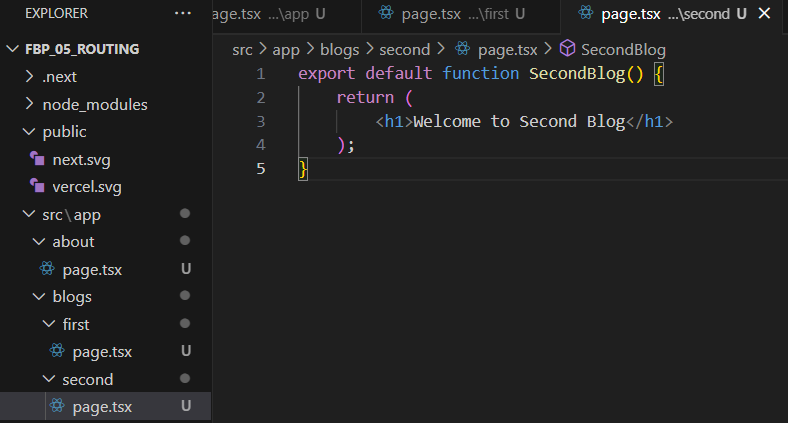 EXPLORER ...
FBP_05_ROUTING
.next
node_modules
public
next.svg
vercel.svg
src\app
about
page.tsx U
blogs
first
page.tsx U
second
page.tsx U
page.tsx ...\app U
page.tsx ...\first U
page.tsx ...\second U
src > app > blogs > second > page.tsx > SecondBlog
1 export default function SecondBlog() {
2 return (
3 <h1>Welcome to Second Blog</h1>
4 );
5 }